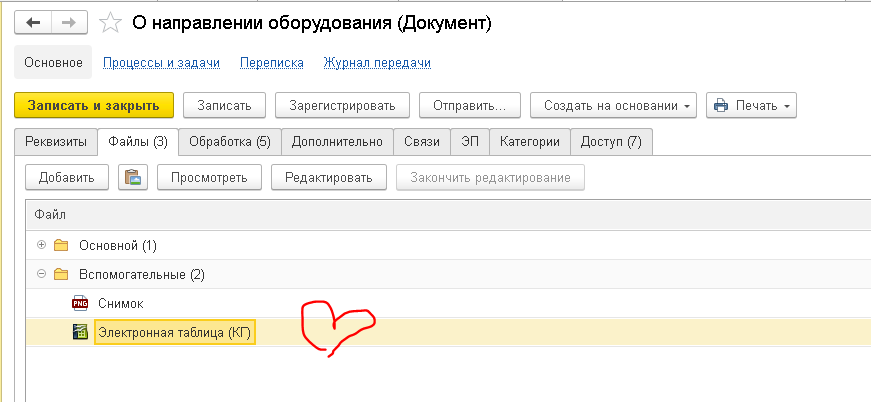 О направлении оборудования (Документ)
Основное Процессы и задачи Переписка Журнал передачи
Записать и закрыть Записать Зарегистрировать Отправить... Создать на основании Печать
Реквизиты Файлы (3) Обработка (5) Дополнительно Связи ЭП Категории Доступ (7)
Добавить Просмотреть Редактировать Закончить редактирование
Файл
Основной (1)
Вспомогательные (2)
PNG Снимок
Электронная таблица (КГ)